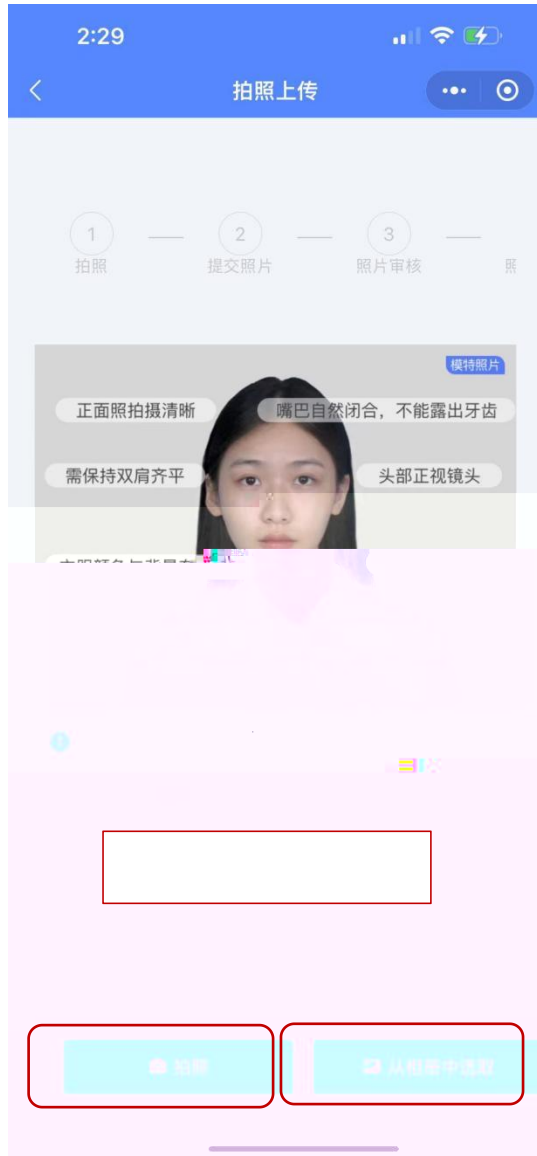 2:29
拍照上传
1
2
3
拍照
提交照片
照片审核
照
模特照片
正面照拍摄清晰
嘴巴自然闭合，不能露出牙齿
需保持双肩齐平
头部正视镜头
拍照
从相册中选取